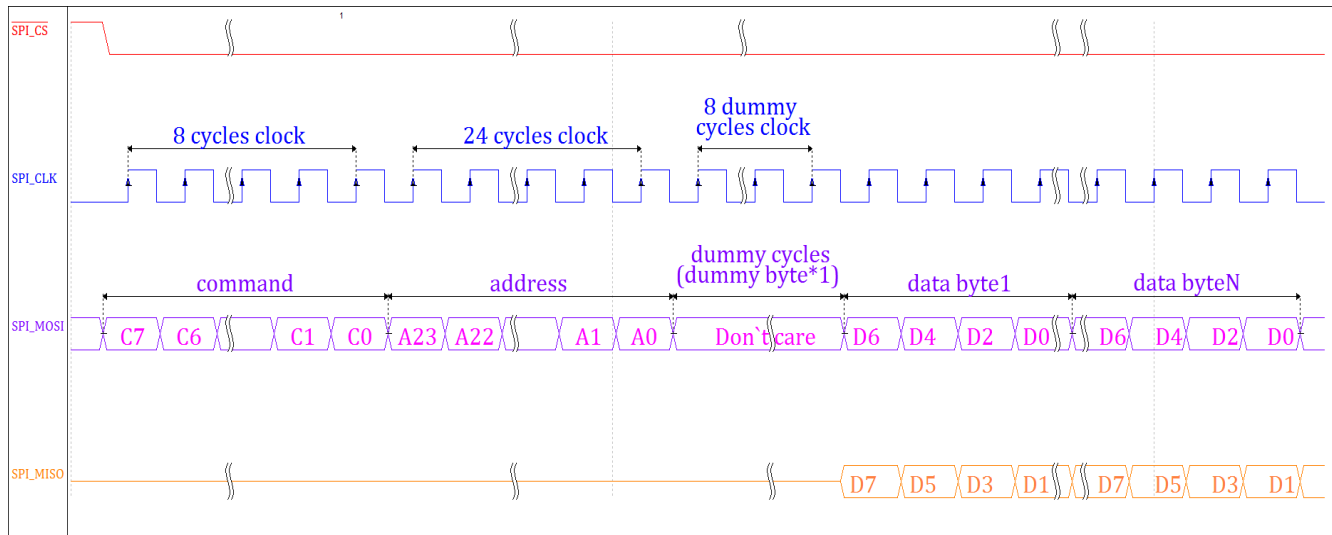 SPI_CS
1
8 cycles clock
24 cycles clock
8 dummy
cycles clock
SPI_CLK
command
address
dummy cycles
(dummy byte*1)
data byte1
data byteN
SPI_MOSI
C7 C6 C1 C0 A23 A22 A1 A0 Don`t care D6 D4 D2 D0 D6 D4 D2 D0
SPI_MISO
D7 D5 D3 D1 D7 D5 D3 D1